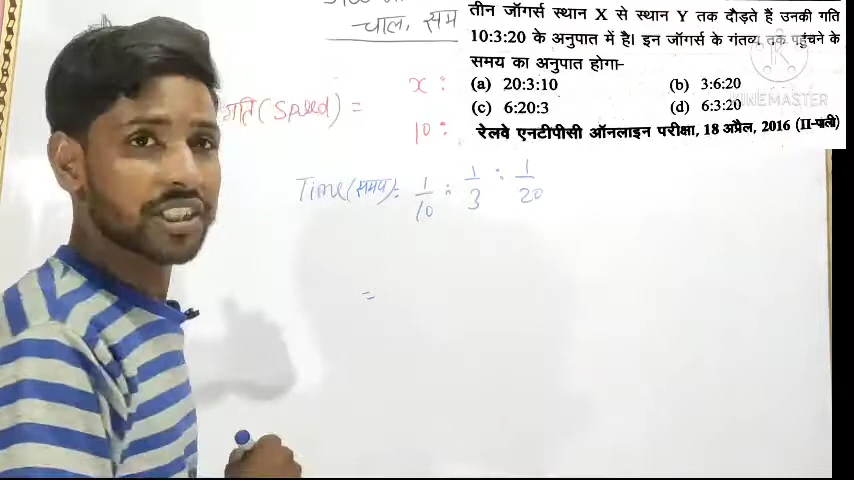 चाल, सम
गति (Speed) = x :
10 :
Time (समय) = 1/10 : 1/3 : 1/20
=
तीन जॉगर्स स्थान X से स्थान Y तक दौड़ते हैं उनकी गति
10:3:20 के अनुपात में है। इन जॉगर्स के गंतव्य तक पहुंचने के
समय का अनुपात होगा-
(a) 20:3:10 (b) 3:6:20
(c) 6:20:3 (d) 6:3:20
रेलवे एनटीपीसी ऑनलाइन परीक्षा, 18 अप्रैल, 2016 (II-पाली)
KINEMASTER